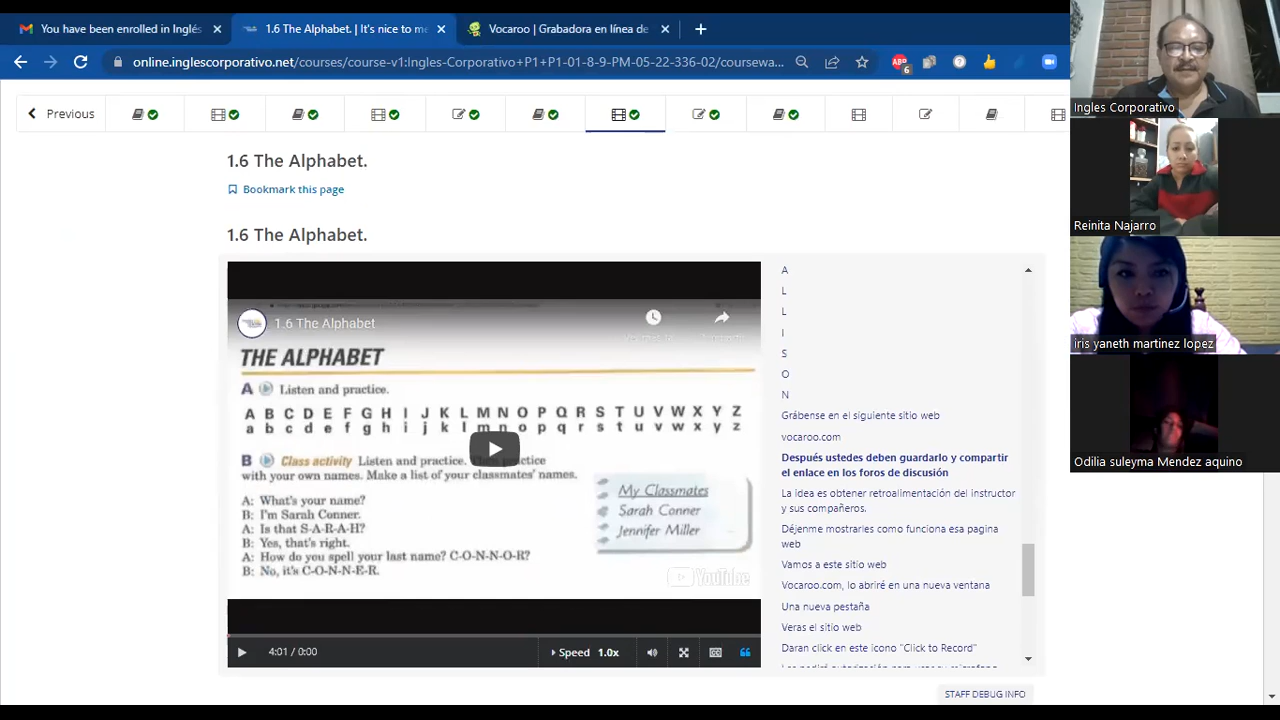 You have been enrolled in Inglés
1.6 The Alphabet. | It's nice to me
Vocaroo | Grabadora en línea de
online.inglescorporativo.net/courses/course-v1:Ingles-Corporativo+P1+P1-01-8-9-PM-05-22-336-02/coursewa...
ABP
6
Previous
1.6 The Alphabet.
Bookmark this page
1.6 The Alphabet.
1.6 The Alphabet
THE ALPHABET
A Listen and practice.
A B C D E F G H I J K L M N O P Q R S T U V W X Y Z
a b c d e f g h i j k l m n o p q r s t u v w x y z
B Class activity Listen and practice. practice
with your own names. Make a list of your classmates' names.
A: What's your name?
B: I'm Sarah Conner.
A: Is that S-A-R-A-H?
B: Yes, that's right.
A: How do you spell your last name? C-O-N-N-O-R?
B: No, it's C-O-N-N-E-R.
My Classmates
Sarah Conner
Jennifer Miller
YouTube
4:01 / 0:00
Speed 1.0x
A
L
L
I
S
O
N
Grábense en el siguiente sitio web
vocaroo.com
Después ustedes deben guardarlo y compartir
el enlace en los foros de discusión
La idea es obtener retroalimentación del instructor
y sus compañeros.
Déjenme mostrarles como funciona esa pagina
web
Vamos a este sitio web
Vocaroo.com, lo abriré en una nueva ventana
Una nueva pestaña
Veras el sitio web
Daran click en este icono "Click to Record"
STAFF DEBUG INFO
Ingles Corporativo
Reinita Najarro
iris yaneth martinez lopez
Odilia suleyma Mendez aquino